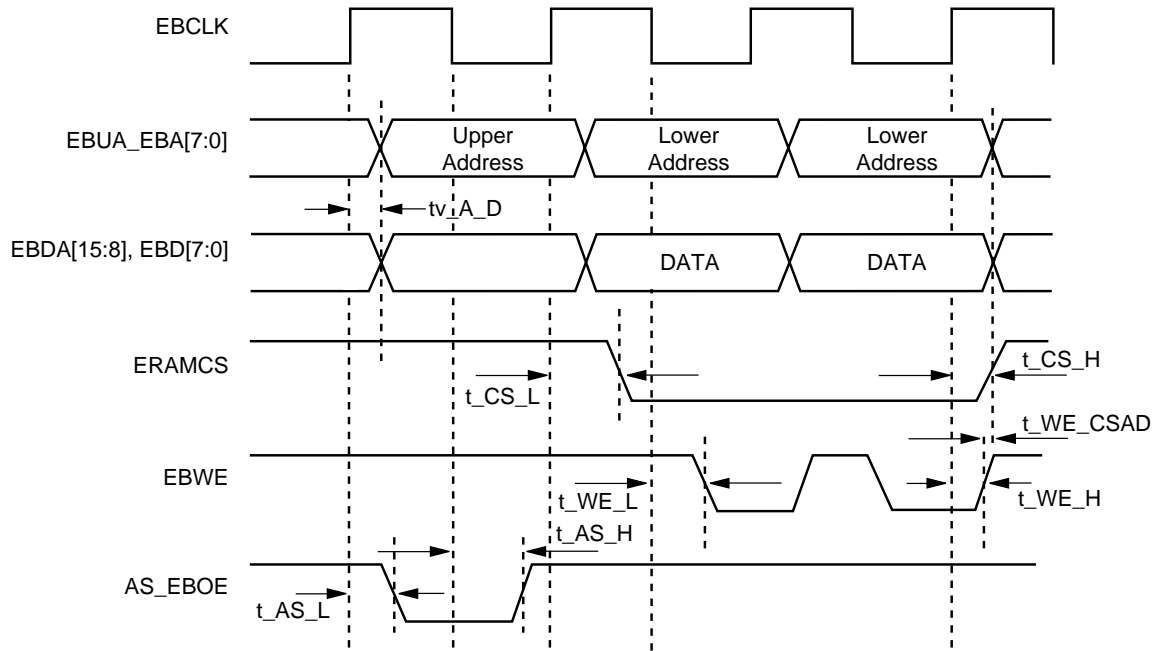 EBCLK
EBUA_EBA[7:0]
Upper
Address
Lower
Address
Lower
Address
tv_A_D
EBDA[15:8], EBD[7:0]
DATA
DATA
ERAMCS
t_CS_L
t_CS_H
t_WE_CSAD
EBWE
t_WE_L
t_WE_H
t_AS_H
AS_EBOE
t_AS_L